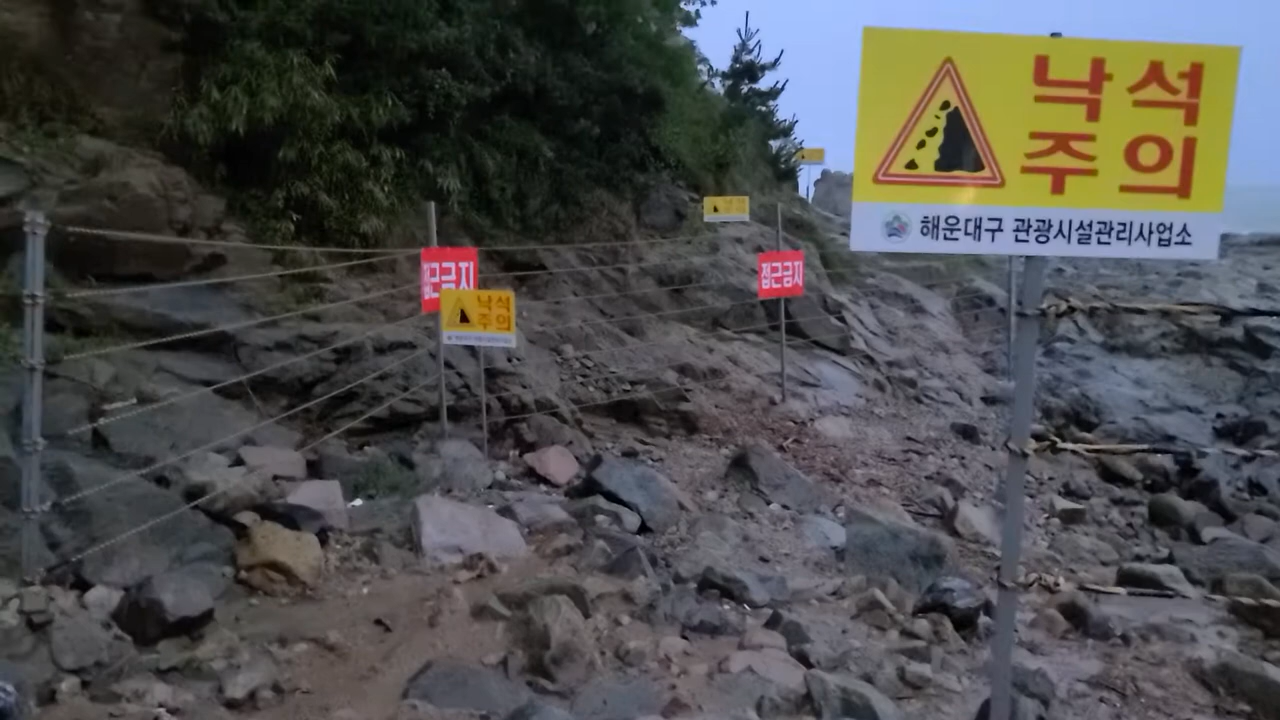 낙석
주의
해운대구 관광시설관리사업소
접근금지
낙석
주의
접근금지